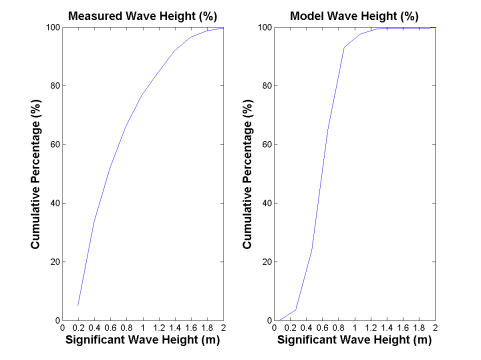 Measured Wave Height (%)
Cumulative Percentage (%)
100
80
60
40
20
0
0 0.2 0.4 0.6 0.8 1 1.2 1.4 1.6 1.8 2
Significant Wave Height (m)
Model Wave Height (%)
Cumulative Percentage (%)
100
80
60
40
20
0
0 0.2 0.4 0.6 0.8 1 1.2 1.4 1.6 1.8 2
Significant Wave Height (m)